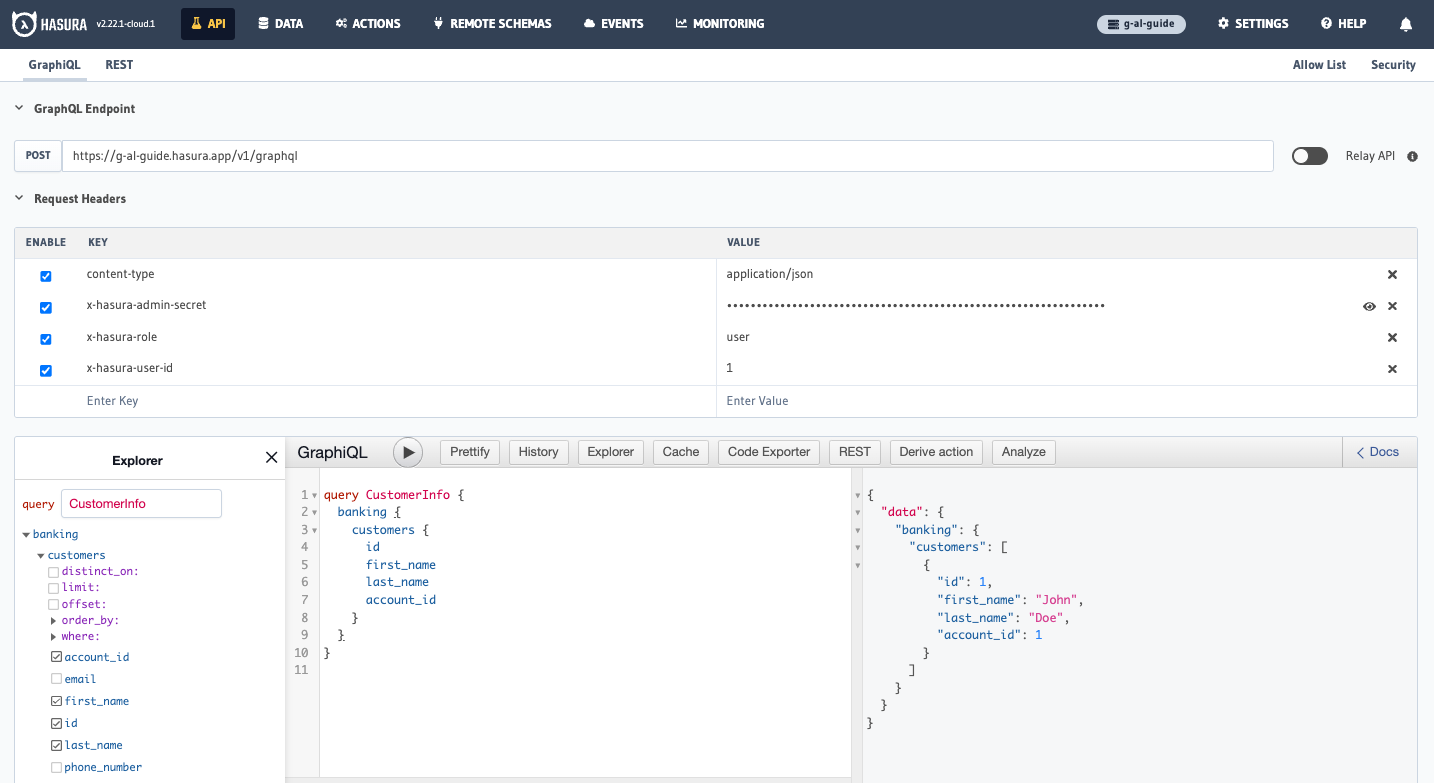 HASURA v2.22.1-cloud.1 API DATA ACTIONS REMOTE SCHEMAS EVENTS MONITORING g-al-guide SETTINGS HELP
GraphiQL REST Allow List Security
GraphQL Endpoint
POST https://g-al-guide.hasura.app/v1/graphql Relay API
Request Headers
ENABLE KEY VALUE
content-type application/json
x-hasura-admin-secret ••••••••••••••••••••••••••••••••••••••••••••••••••••••••••••••••
x-hasura-role user
x-hasura-user-id 1
Enter Key Enter Value
Explorer
query CustomerInfo
banking
customers
distinct_on:
limit:
offset:
order_by:
where:
account_id
email
first_name
id
last_name
phone_number
GraphiQL Prettify History Explorer Cache Code Exporter REST Derive action Analyze Docs
1 query CustomerInfo {
2 banking {
3 customers {
4 id
5 first_name
6 last_name
7 account_id
8 }
9 }
10 }
11
{
"data": {
"banking": {
"customers": [
{
"id": 1,
"first_name": "John",
"last_name": "Doe",
"account_id": 1
}
]
}
}
}